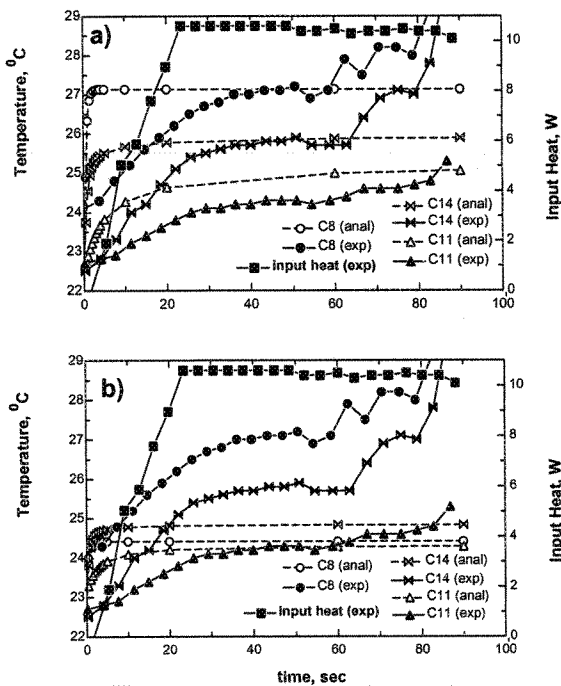 a)
Temperature, ⁰C
29
28
27
26
25
24
23
22
10
8
6
4
2
0
Input Heat, W
C8 (anal)
C8 (exp)
input heat (exp)
C14 (anal)
C14 (exp)
C11 (anal)
C11 (exp)
0
20
40
60
80
100
b)
Temperature, ⁰C
29
28
27
26
25
24
23
22
10
8
6
4
2
0
Input Heat, W
C8 (anal)
C8 (exp)
input heat (exp)
C14 (anal)
C14 (exp)
C11 (anal)
C11 (exp)
0
20
40
60
80
100
time, sec